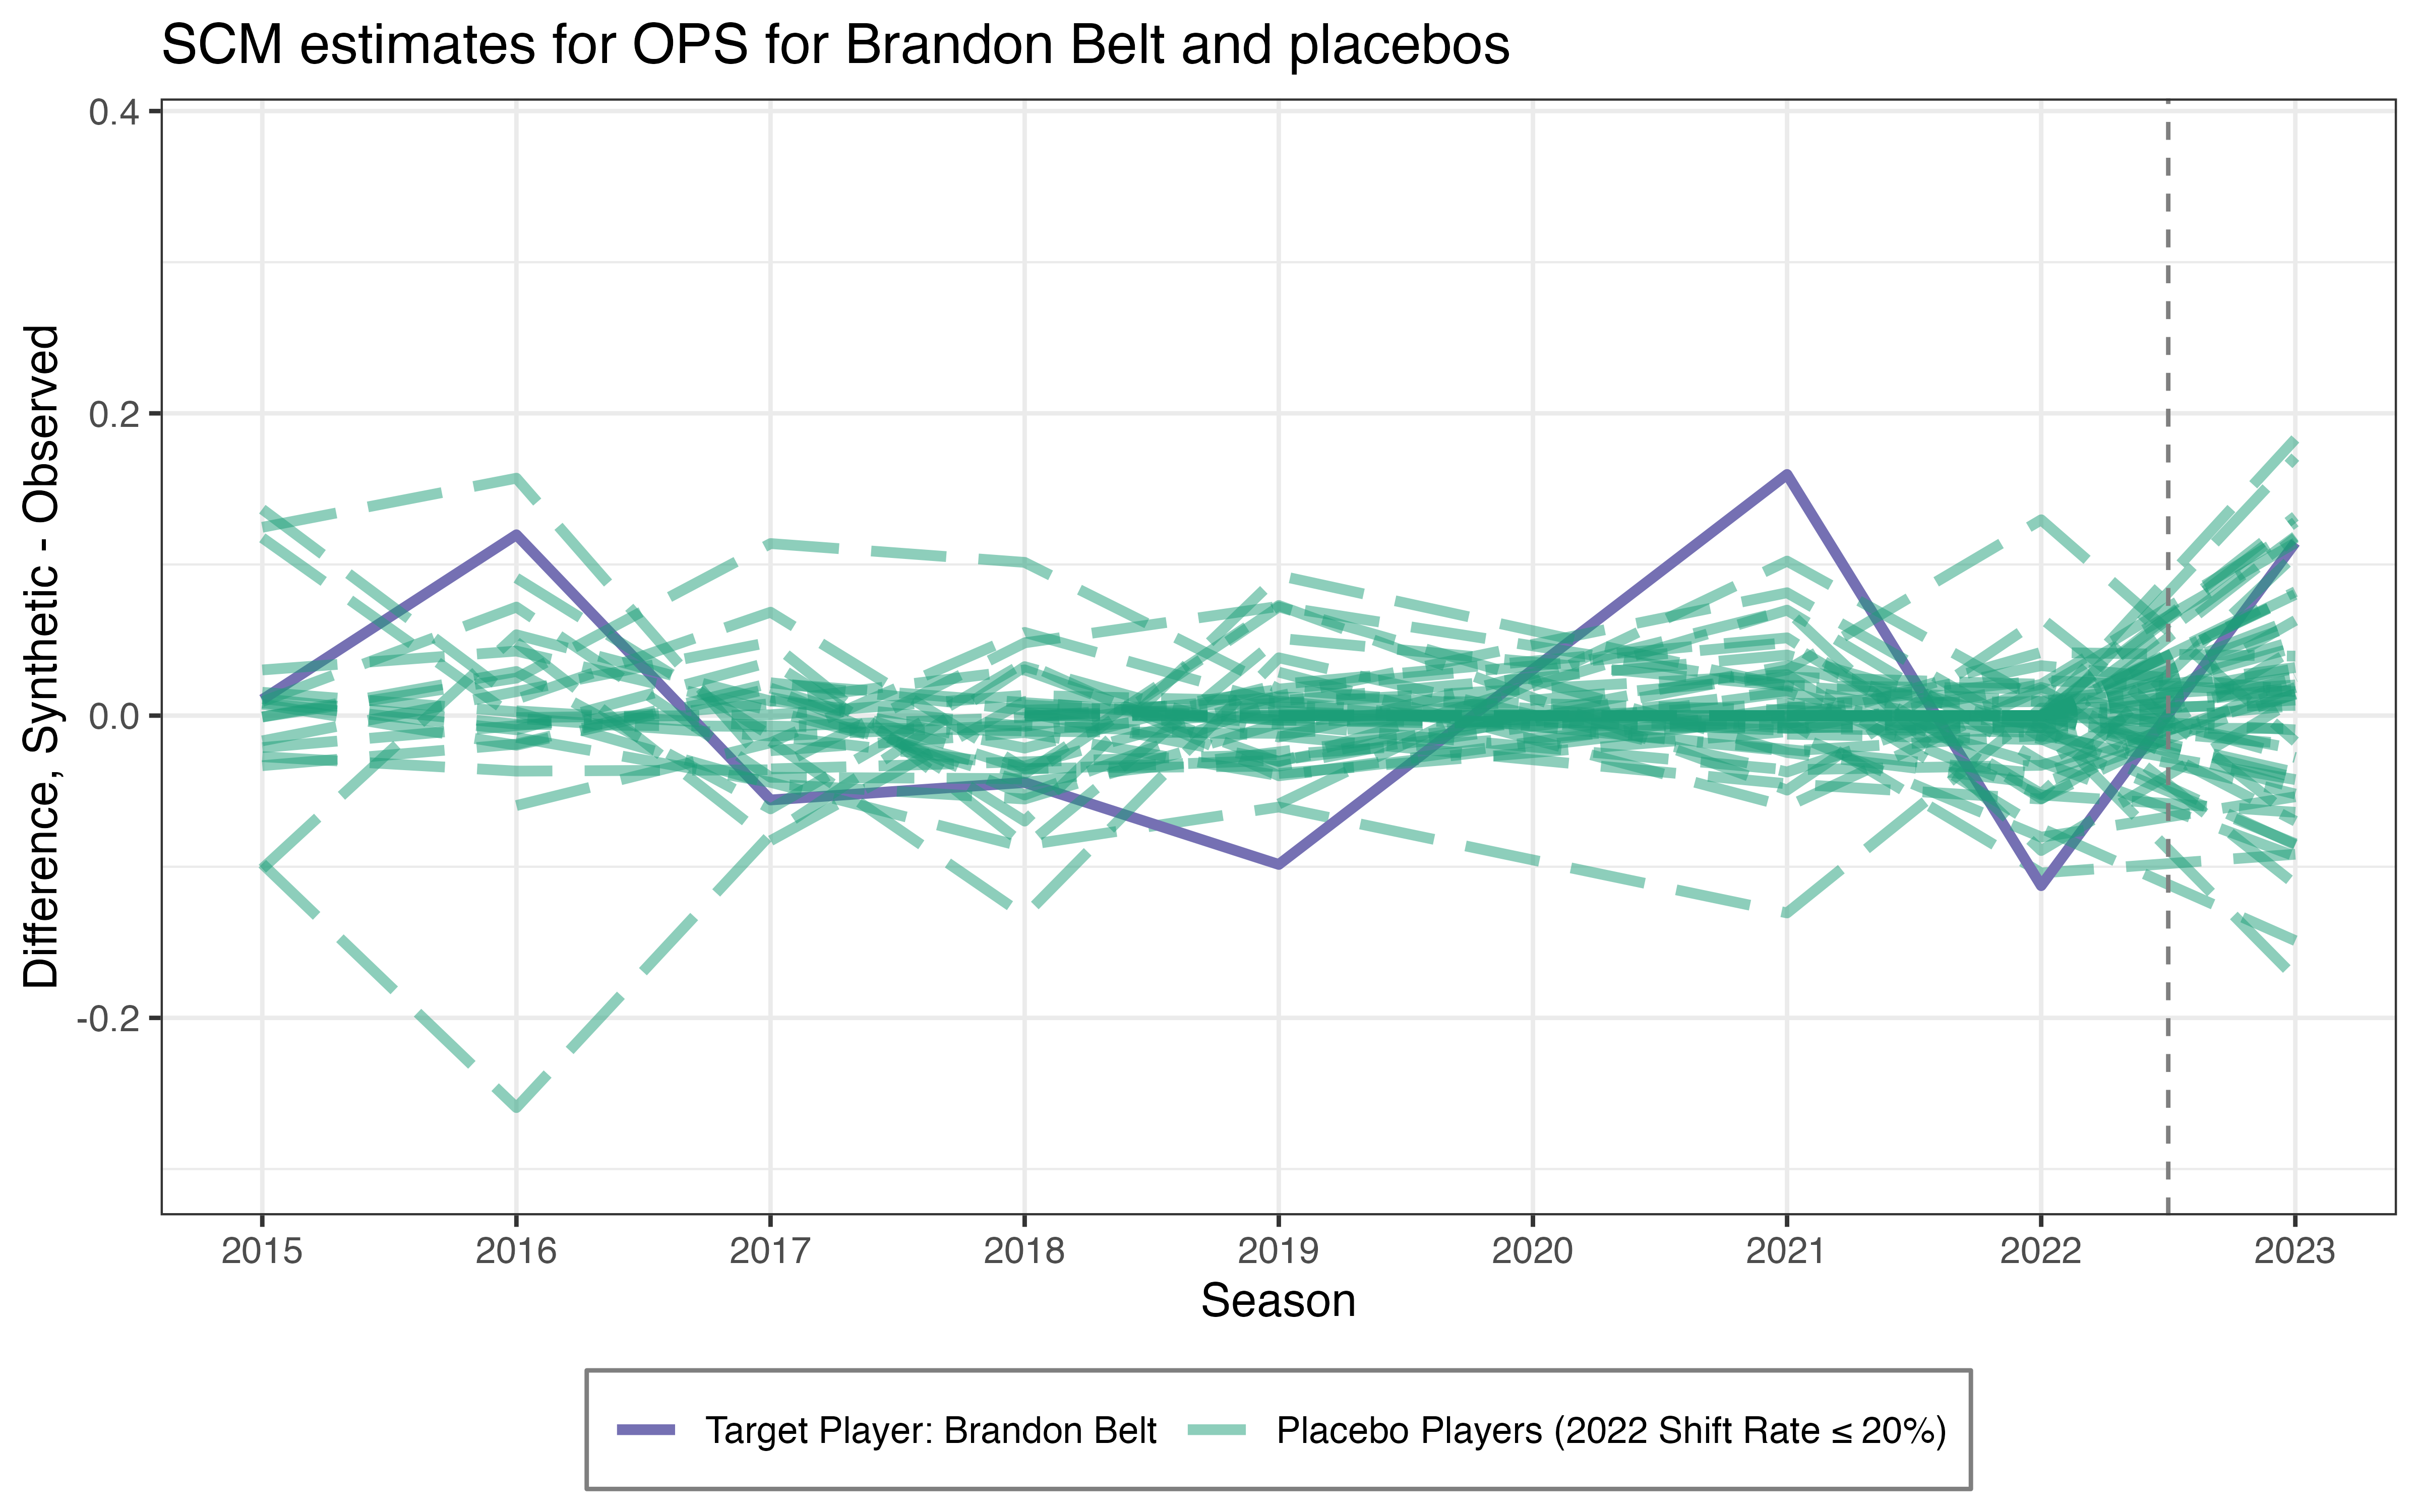 SCM estimates for OPS for Brandon Belt and placebos
Difference, Synthetic - Observed
0.4
0.2
0.0
-0.2
2015 2016 2017 2018 2019 2020 2021 2022 2023
Season
Target Player: Brandon Belt Placebo Players (2022 Shift Rate ≤ 20%)